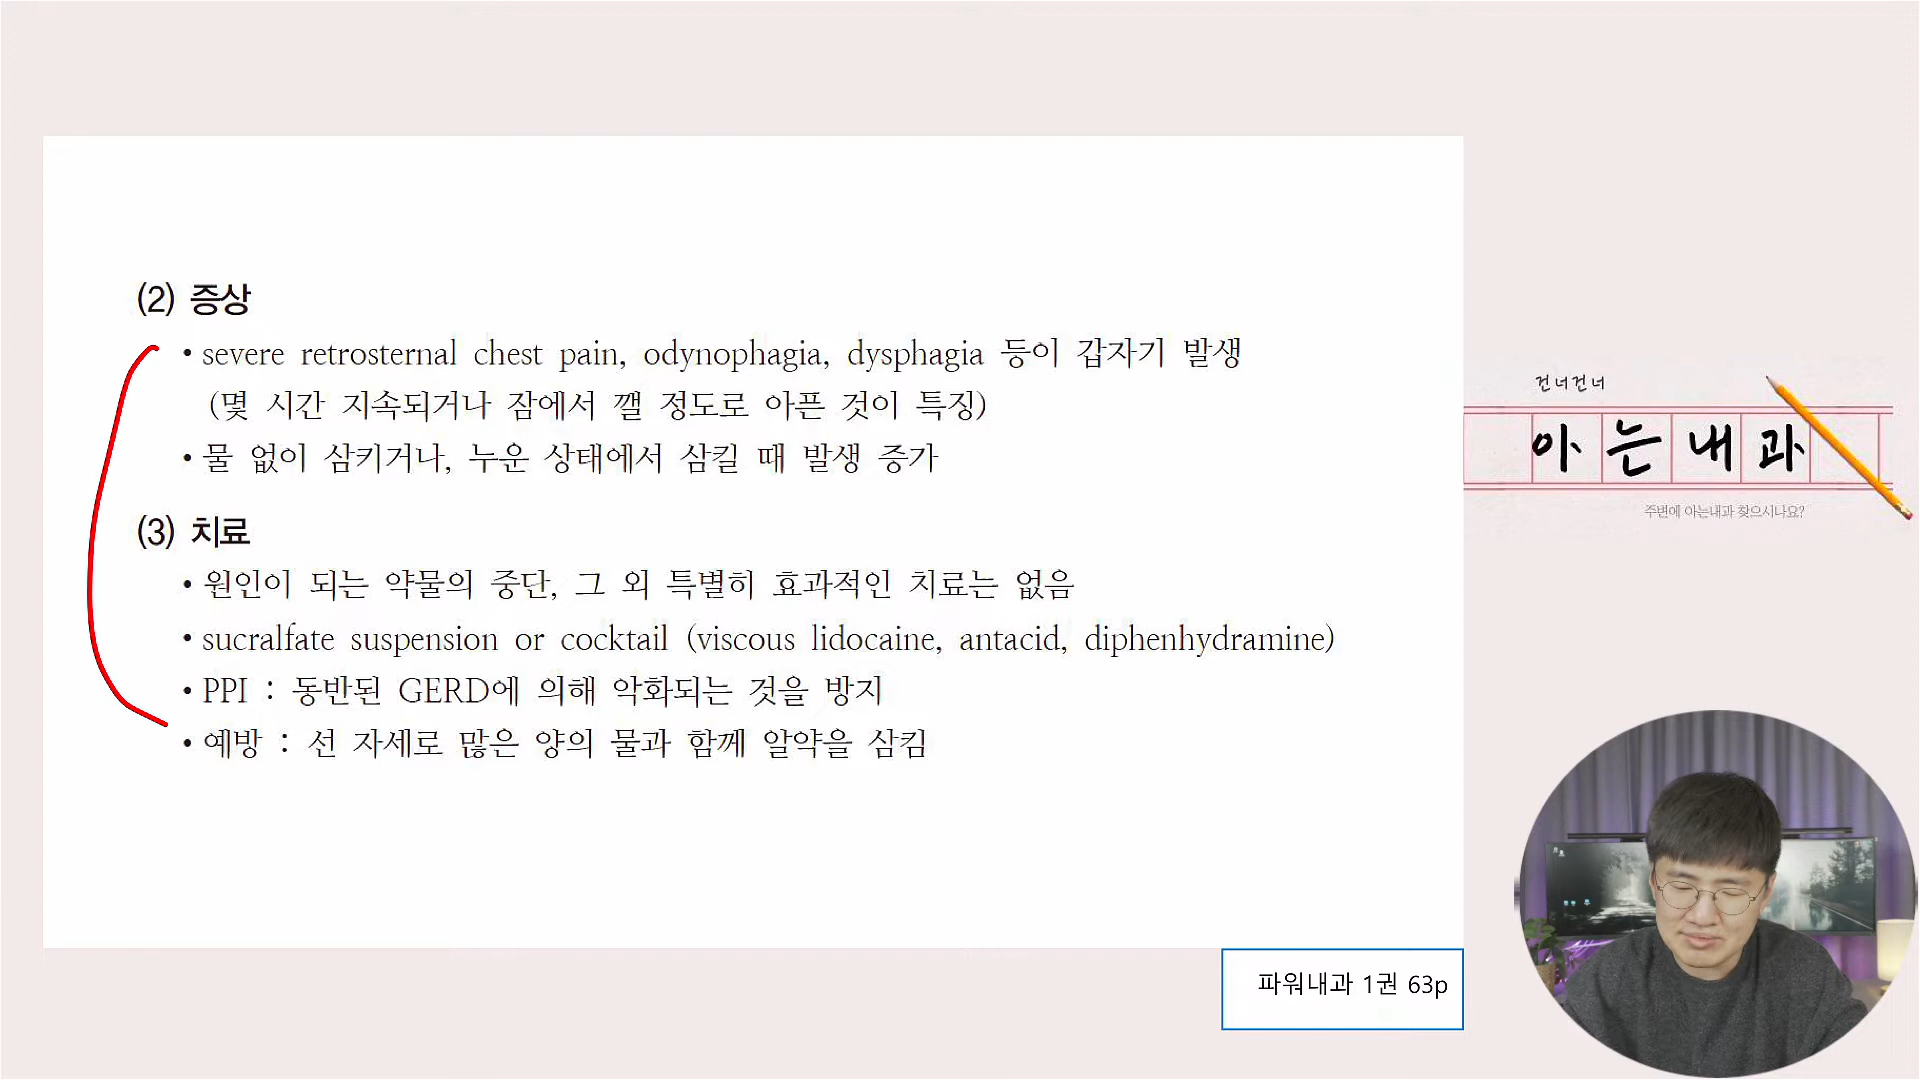 (2) 증상
• severe retrosternal chest pain, odynophagia, dysphagia 등이 갑자기 발생
(몇 시간 지속되거나 잠에서 깰 정도로 아픈 것이 특징)
• 물 없이 삼키거나, 누운 상태에서 삼킬 때 발생 증가
(3) 치료
• 원인이 되는 약물의 중단, 그 외 특별히 효과적인 치료는 없음
• sucralfate suspension or cocktail (viscous lidocaine, antacid, diphenhydramine)
• PPI : 동반된 GERD에 의해 악화되는 것을 방지
• 예방 : 선 자세로 많은 양의 물과 함께 알약을 삼킴
건너건너
아는내과
주변에 아는내과 찾으시나요?
파워내과 1권 63p